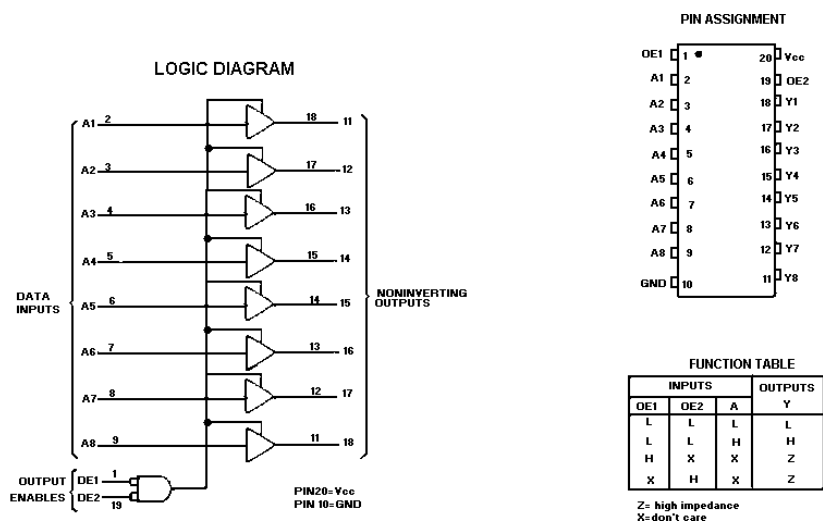 PIN ASSIGNMENT
OE1 1 20 Vcc
A1 2 19 OE2
A2 3 18 Y1
A3 4 17 Y2
A4 5 16 Y3
A5 6 15 Y4
A6 7 14 Y5
A7 8 13 Y6
A8 9 12 Y7
GND 10 11 Y8
LOGIC DIAGRAM
A1 2 18 11
A2 3 17 12
A3 4 16 13
A4 5 15 14
DATA INPUTS
A5 6 14 15
NONINVERTING OUTPUTS
A6 7 13 16
A7 8 12 17
A8 9 11 18
OUTPUT ENABLES
DE1 1
DE2 19
PIN20=Vcc
PIN 10=GND
FUNCTION TABLE
INPUTS OUTPUTS
OE1 OE2 A Y
L L L L
L L H H
H X X Z
X H X Z
Z= high impedance
X=don't care